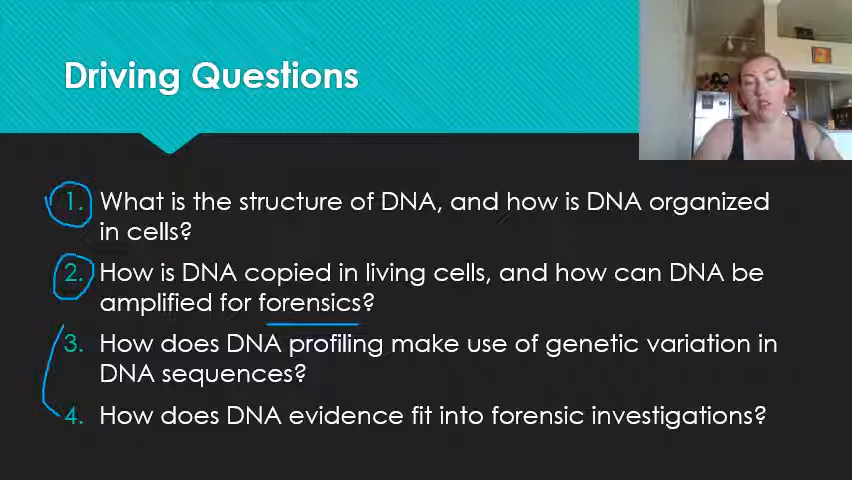 Driving Questions
1. What is the structure of DNA, and how is DNA organized
in cells?
2. How is DNA copied in living cells, and how can DNA be
amplified for forensics?
3. How does DNA profiling make use of genetic variation in
DNA sequences?
4. How does DNA evidence fit into forensic investigations?